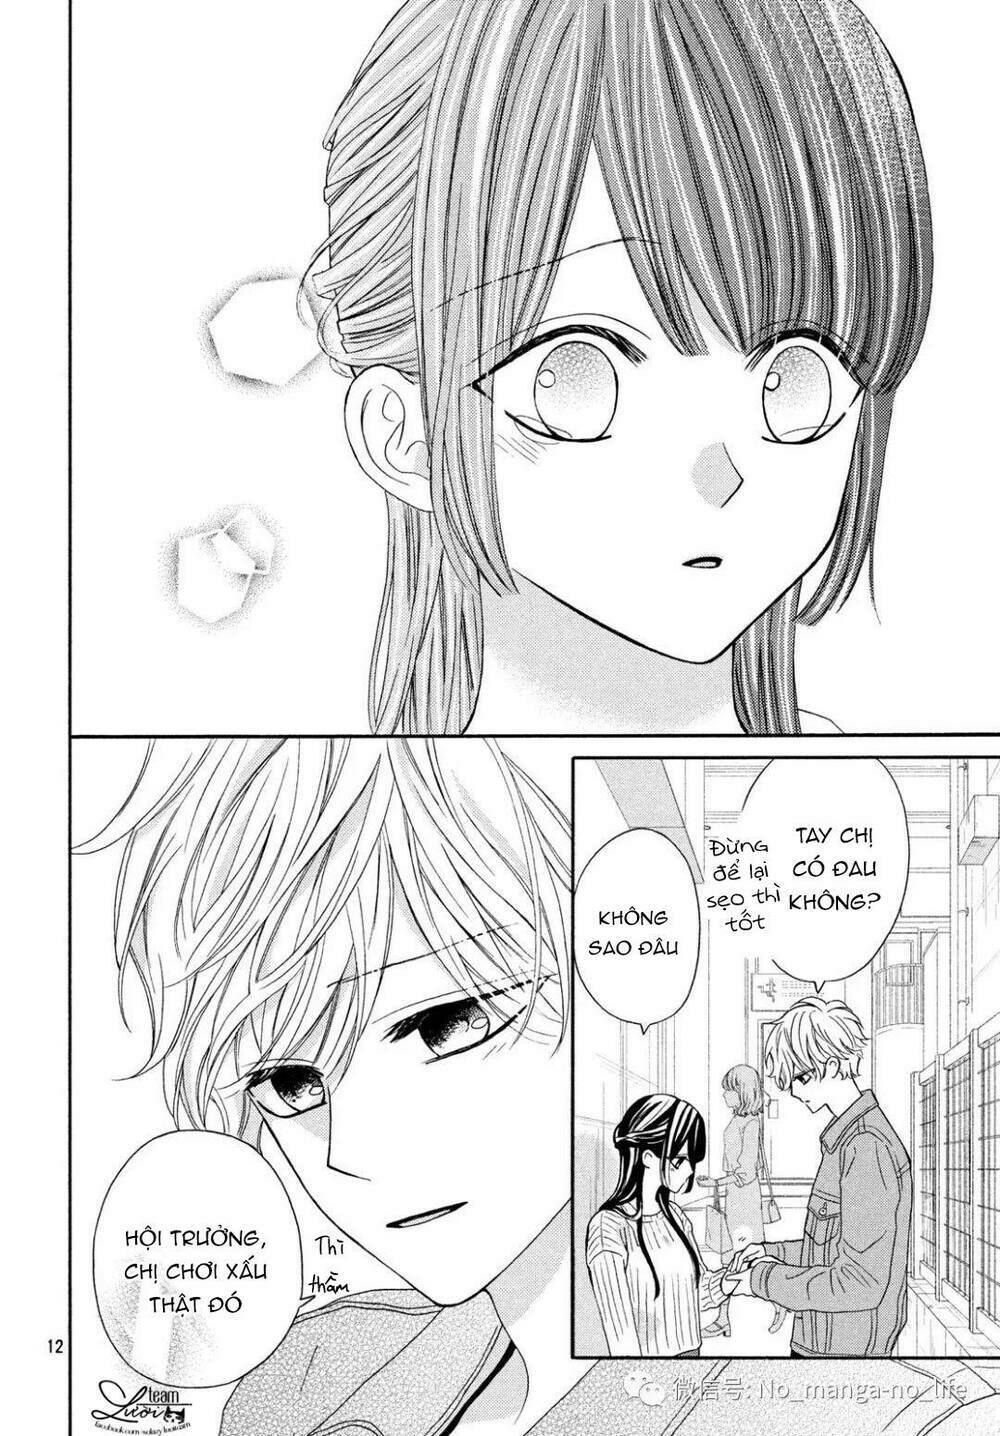 TAY CHỊ
CÓ ĐAU
KHÔNG?
Đừng
để lại
sẹo thì
tốt
KHÔNG
SAO ĐÂU
HỘI TRƯỞNG,
CHỊ CHƠI XẤU
THẬT ĐÓ
Thì
thầm
12
team
Lười
微信号: No_manga-no_life